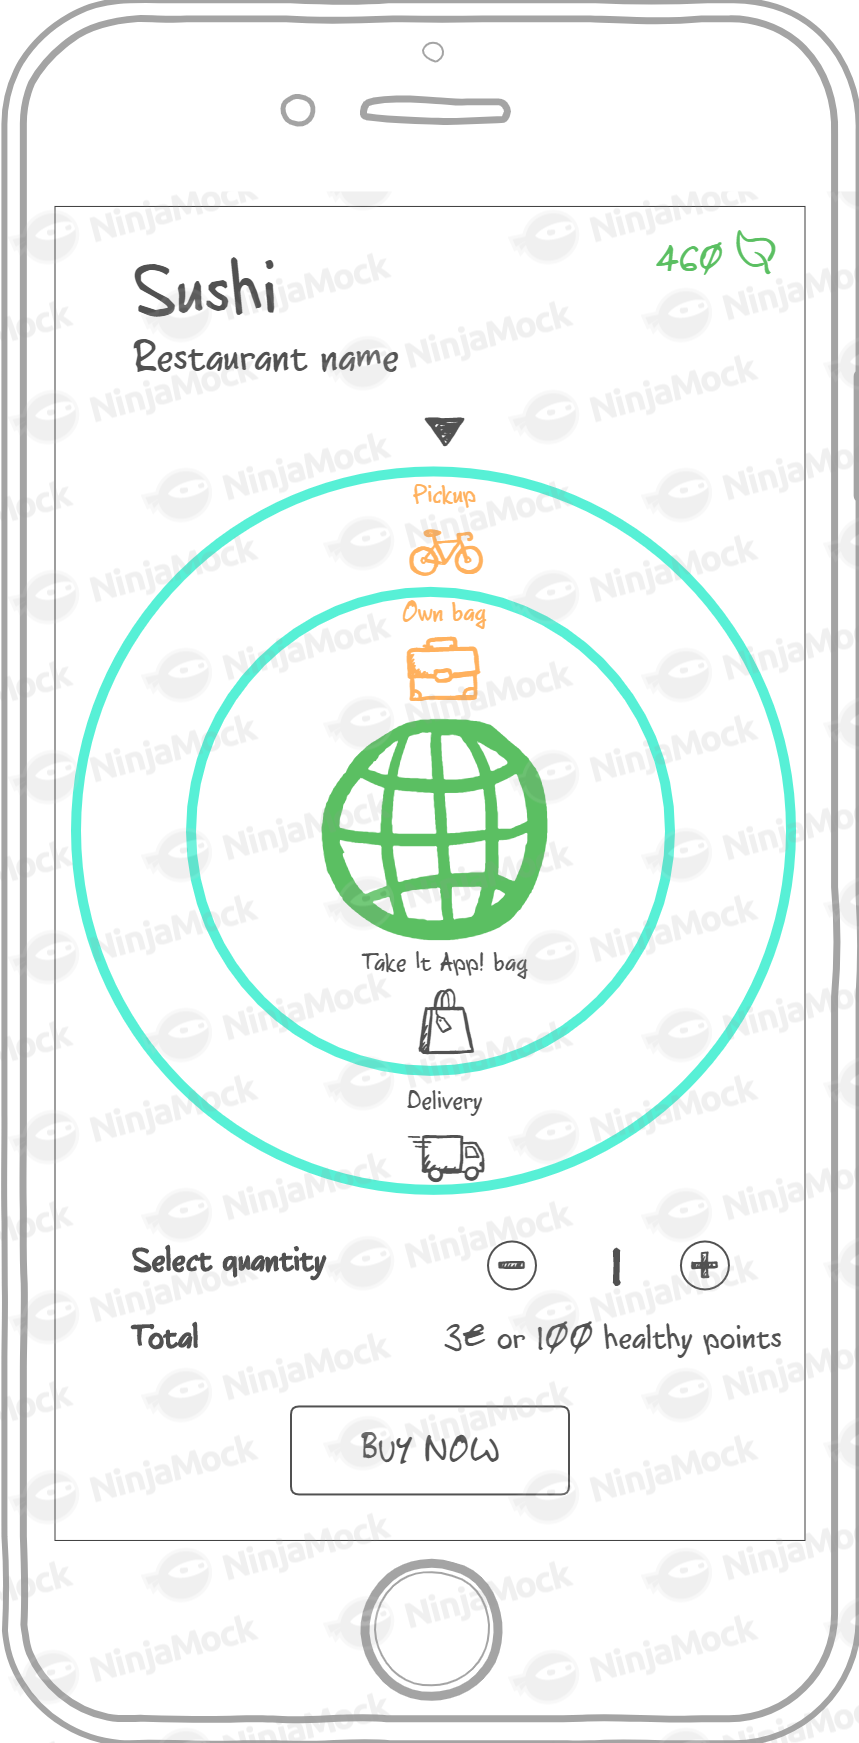 460
Sushi
Restaurant name
Pickup
Own bag
Take It App! bag
Delivery
Select quantity 1
Total 3€ or 100 healthy points
BUY NOW
NinjaMock